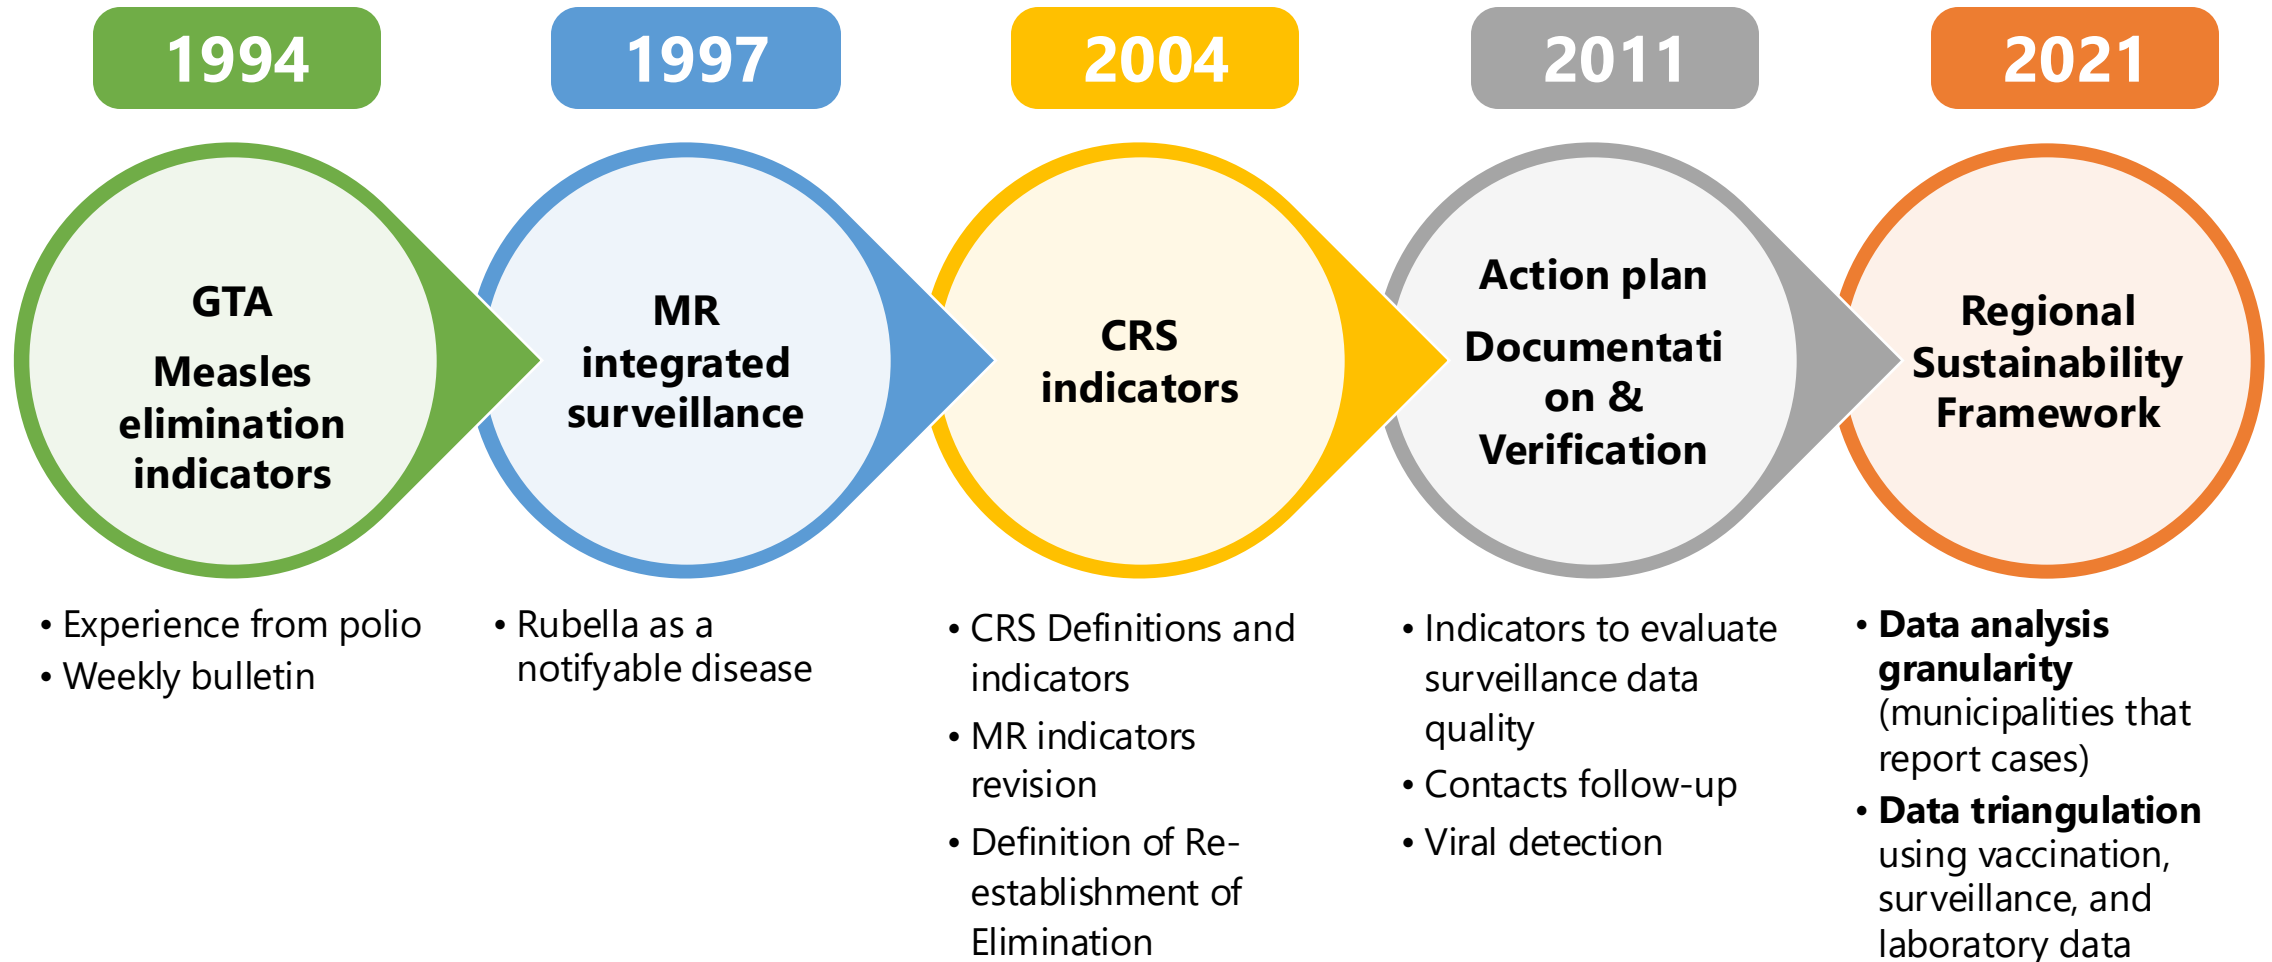 1994
1997
2004
2011
2021
GTA
Measles
elimination
indicators
MR
integrated
surveillance
CRS
indicators
Action plan
Documentati
on &
Verification
Regional
Sustainability
Framework
• Experience from polio
• Weekly bulletin
• Rubella as a
notifyable disease
• CRS Definitions and
indicators
• MR indicators
revision
• Definition of Re-
establishment of
Elimination
• Indicators to evaluate
surveillance data
quality
• Contacts follow-up
• Viral detection
• Data analysis
granularity
(municipalities that
report cases)
• Data triangulation
using vaccination,
surveillance, and
laboratory data